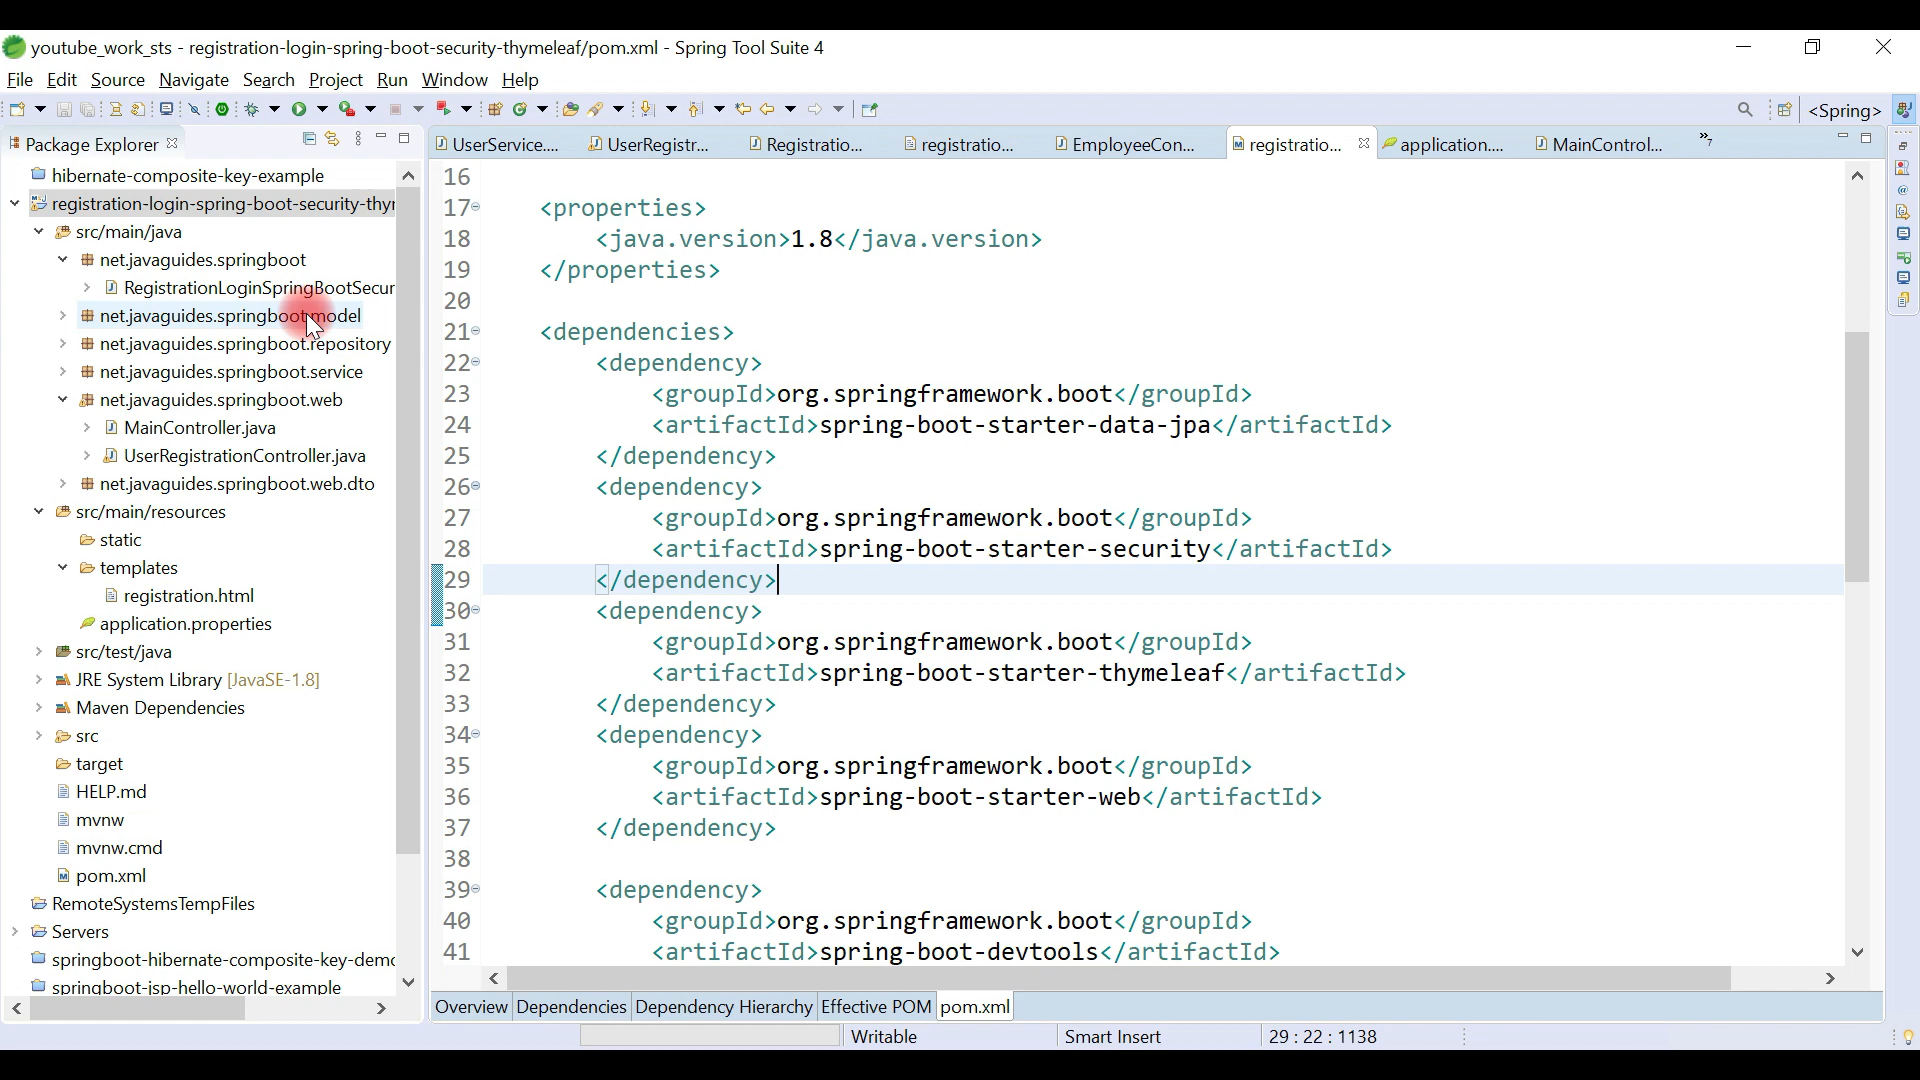 youtube_work_sts - registration-login-spring-boot-security-thymeleaf/pom.xml - Spring Tool Suite 4
File Edit Source Navigate Search Project Run Window Help
<Spring>
Package Explorer
UserService....
UserRegistr...
Registratio...
registratio...
EmployeeCon...
registratio...
application....
MainControl...
»7
hibernate-composite-key-example
registration-login-spring-boot-security-thyr
src/main/java
net.javaguides.springboot
RegistrationLoginSpringBootSecur
net.javaguides.springboot.model
net.javaguides.springboot.repository
net.javaguides.springboot.service
net.javaguides.springboot.web
MainController.java
UserRegistrationController.java
net.javaguides.springboot.web.dto
src/main/resources
static
templates
registration.html
application.properties
src/test/java
JRE System Library [JavaSE-1.8]
Maven Dependencies
src
target
HELP.md
mvnw
mvnw.cmd
pom.xml
RemoteSystemsTempFiles
Servers
springboot-hibernate-composite-key-demo
springboot-jsp-hello-world-example
16
17 <properties>
18 <java.version>1.8</java.version>
19 </properties>
20
21 <dependencies>
22 <dependency>
23 <groupId>org.springframework.boot</groupId>
24 <artifactId>spring-boot-starter-data-jpa</artifactId>
25 </dependency>
26 <dependency>
27 <groupId>org.springframework.boot</groupId>
28 <artifactId>spring-boot-starter-security</artifactId>
29 </dependency>
30 <dependency>
31 <groupId>org.springframework.boot</groupId>
32 <artifactId>spring-boot-starter-thymeleaf</artifactId>
33 </dependency>
34 <dependency>
35 <groupId>org.springframework.boot</groupId>
36 <artifactId>spring-boot-starter-web</artifactId>
37 </dependency>
38
39 <dependency>
40 <groupId>org.springframework.boot</groupId>
41 <artifactId>spring-boot-devtools</artifactId>
Overview Dependencies Dependency Hierarchy Effective POM pom.xml
Writable Smart Insert 29 : 22 : 1138